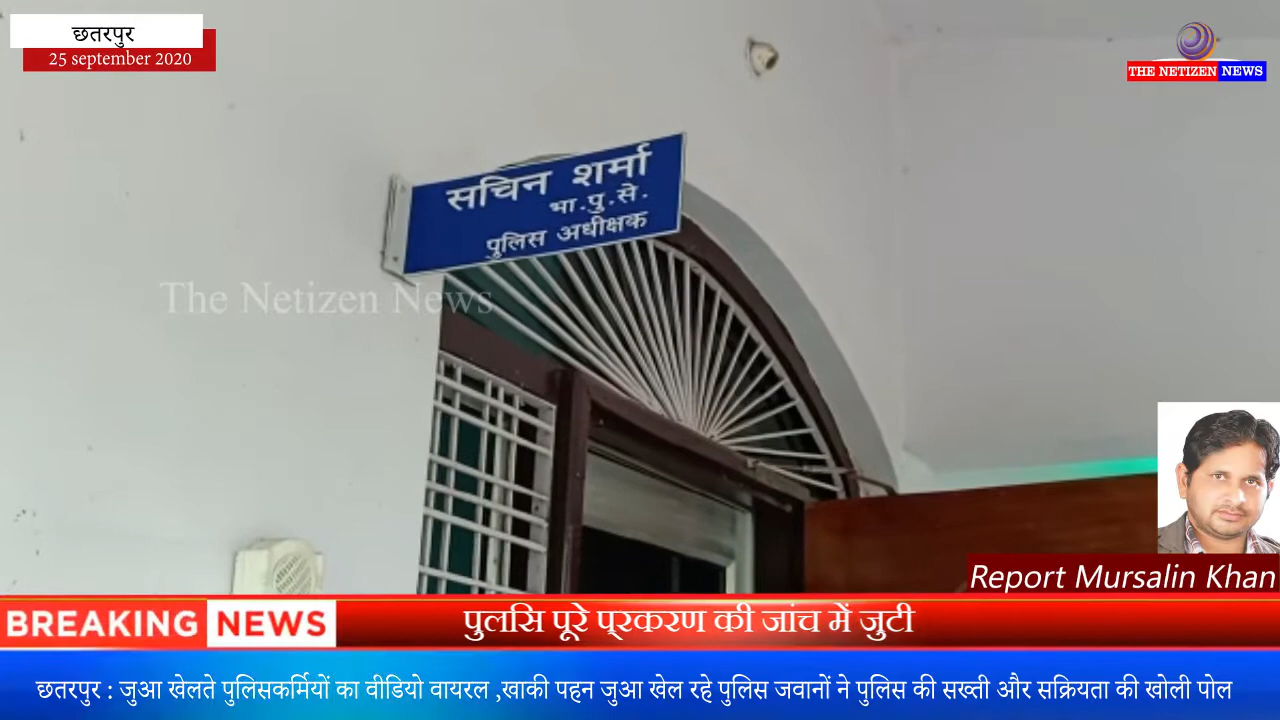 छतरपुर
25 september 2020
THE NETIZEN NEWS
सचिन शर्मा
भा.पु.से.
पुलिस अधीक्षक
The Netizen News
Report Mursalin Khan
BREAKING NEWS
पुलसि पूरे प्रकरण की जांच में जुटी
छतरपुर : जुआ खेलते पुलिसकर्मियों का वीडियो वायरल ,खाकी पहन जुआ खेल रहे पुलिस जवानों ने पुलिस की सख्ती और सक्रियता की खोली पोल